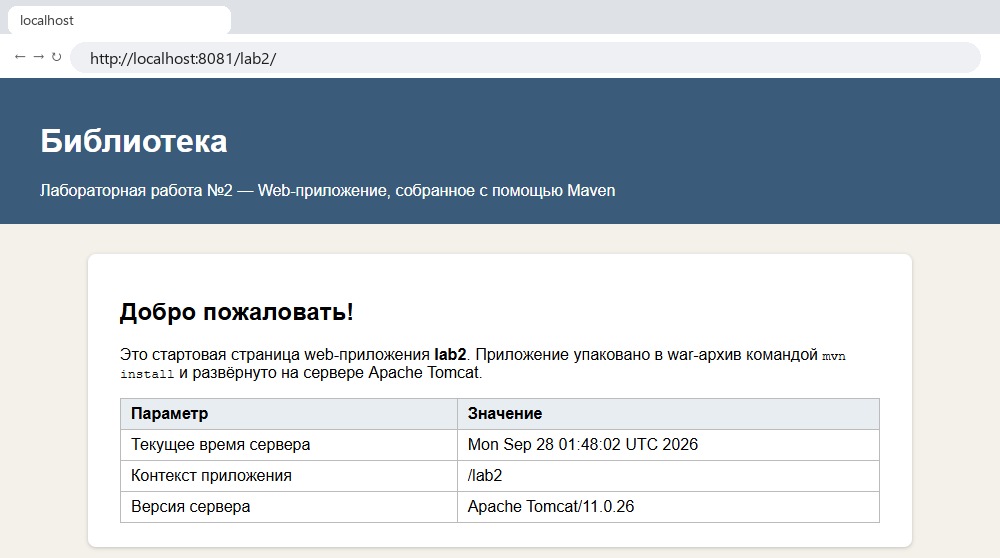 localhost
http://localhost:8081/lab2/
Библиотека
Лабораторная работа №2 — Web-приложение, собранное с помощью Maven
Добро пожаловать!
Это стартовая страница web-приложения lab2. Приложение упаковано в war-архив командой mvn
install и развёрнуто на сервере Apache Tomcat.
Параметр Значение
Текущее время сервера Mon Sep 28 01:48:02 UTC 2026
Контекст приложения /lab2
Версия сервера Apache Tomcat/11.0.26